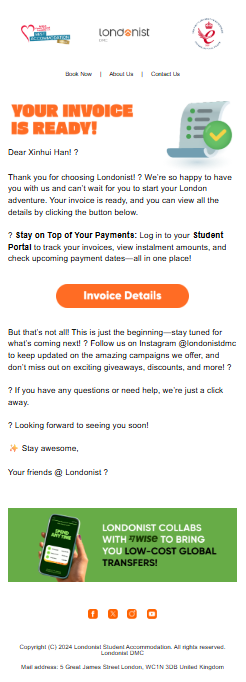 Londonist
DMC
Book Now | About Us | Contact Us
YOUR INVOICE
IS READY!
Dear Xinhui Han! ?
Thank you for choosing Londonist! ? We're so happy to have
you with us and can't wait for you to start your London
adventure. Your invoice is ready, and you can view all the
details by clicking the button below.
? Stay on Top of Your Payments: Log in to your Student
Portal to track your invoices, view instalment amounts, and
check upcoming payment dates—all in one place!
Invoice Details
But that's not all! This is just the beginning—stay tuned for
what's coming next! ? Follow us on Instagram @londonistdmc
to keep updated on the amazing campaigns we offer, and
don't miss out on exciting giveaways, discounts, and more! ?
? If you have any questions or need help, we're just a click
away.
? Looking forward to seeing you soon!
✨ Stay awesome,
Your friends @ Londonist ?
SPEND
ANY TIME
LONDONIST COLLABS
WITH WISE TO BRING
YOU LOW-COST GLOBAL
TRANSFERS!
Copyright (C) 2024 Londonist Student Accommodation. All rights reserved.
Londonist DMC
Mail address: 5 Great James Street London, WC1N 3DB United Kingdom